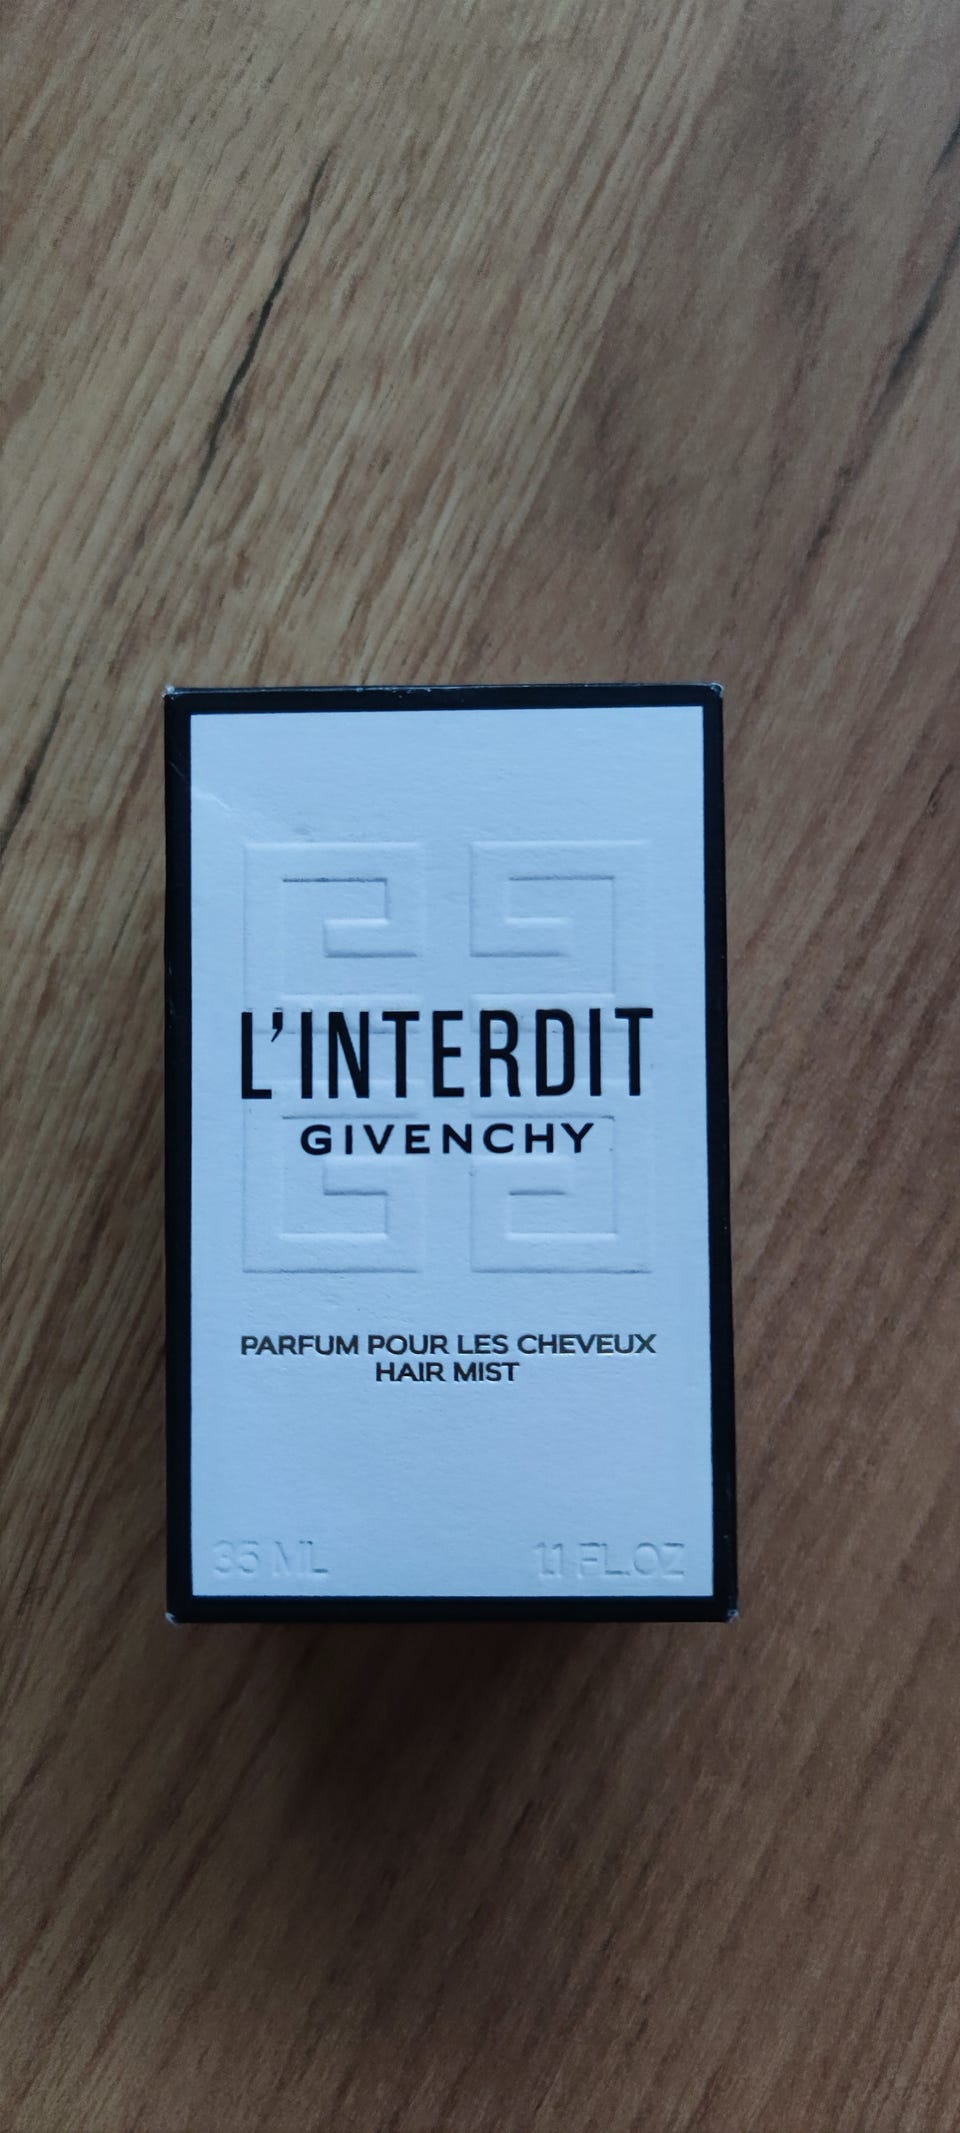 L'INTERDIT
GIVENCHY
PARFUM POUR LES CHEVEUX
HAIR MIST
35 ML 1.1 FL.OZ